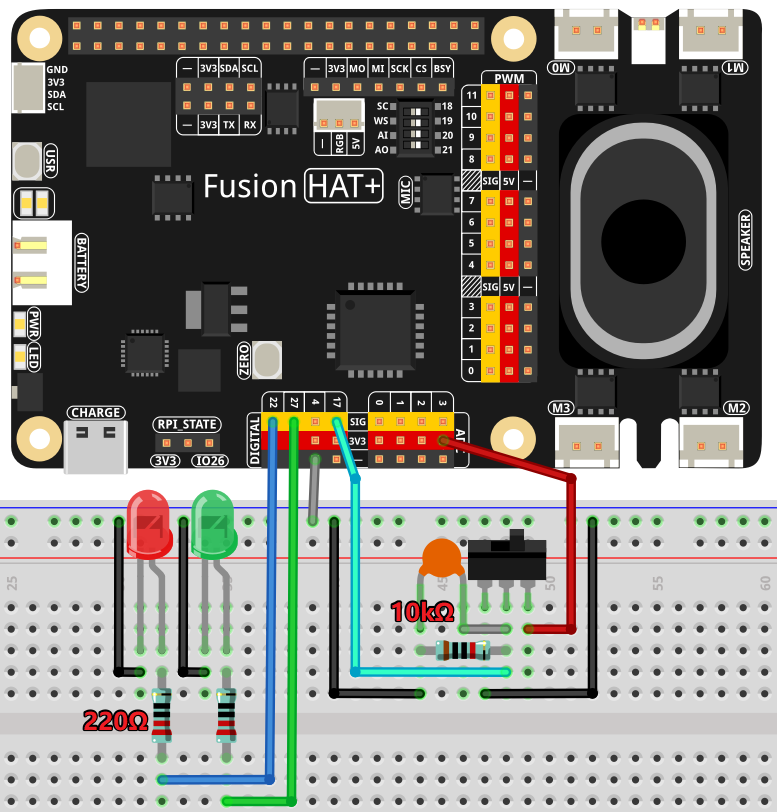 M0
M1
GND
3V3
SDA
SCL
— 3V3 SDA SCL
— 3V3 TX RX
— 3V3 MO MI SCK CS BSY
— RGB 5V
SC 18
WS 19
AI 20
AO 21
PWM
11
10
9
8
SIG 5V —
7
6
5
4
SIG 5V —
3
2
1
0
USR
Fusion HAT+
MIC
SPEAKER
BATTERY
PWR
LED
ZERO
CHARGE
RPI_STATE
3V3 IO26
DIGITAL
22 27 4 17
SIG
3V3
—
0 1 2 3
M3
M2
25
45
50
55
60
10kΩ
220Ω